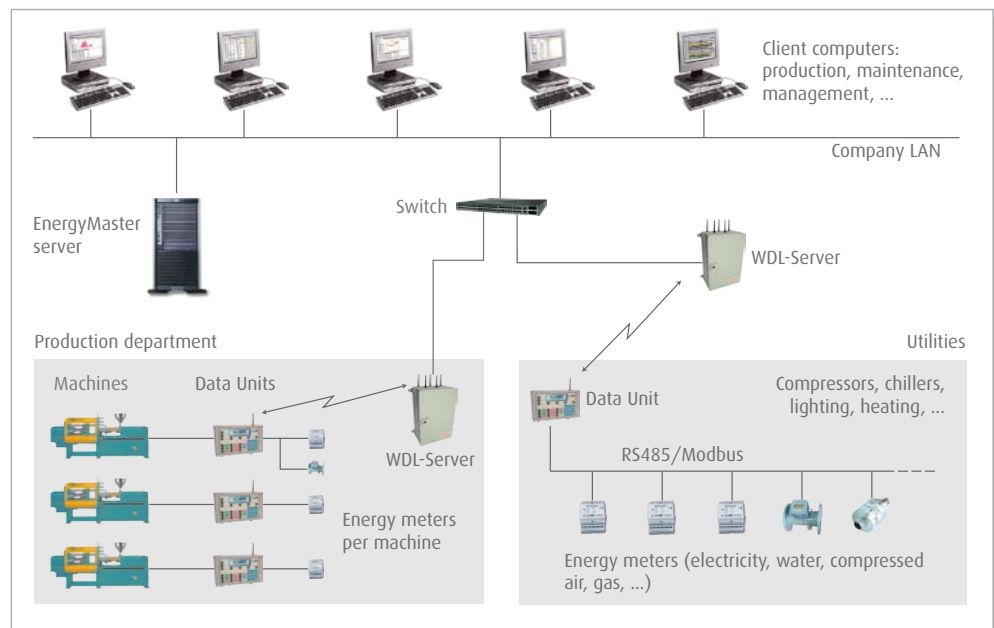 Client computers:
production, maintenance,
management, ...
Company LAN
EnergyMaster
server
Switch
WDL-Server
Production department
Utilities
Machines
Data Units
WDL-Server
Energy meters
per machine
Data Unit
Compressors, chillers,
lighting, heating, ...
RS485/Modbus
Energy meters (electricity, water, compressed
air, gas, ...)